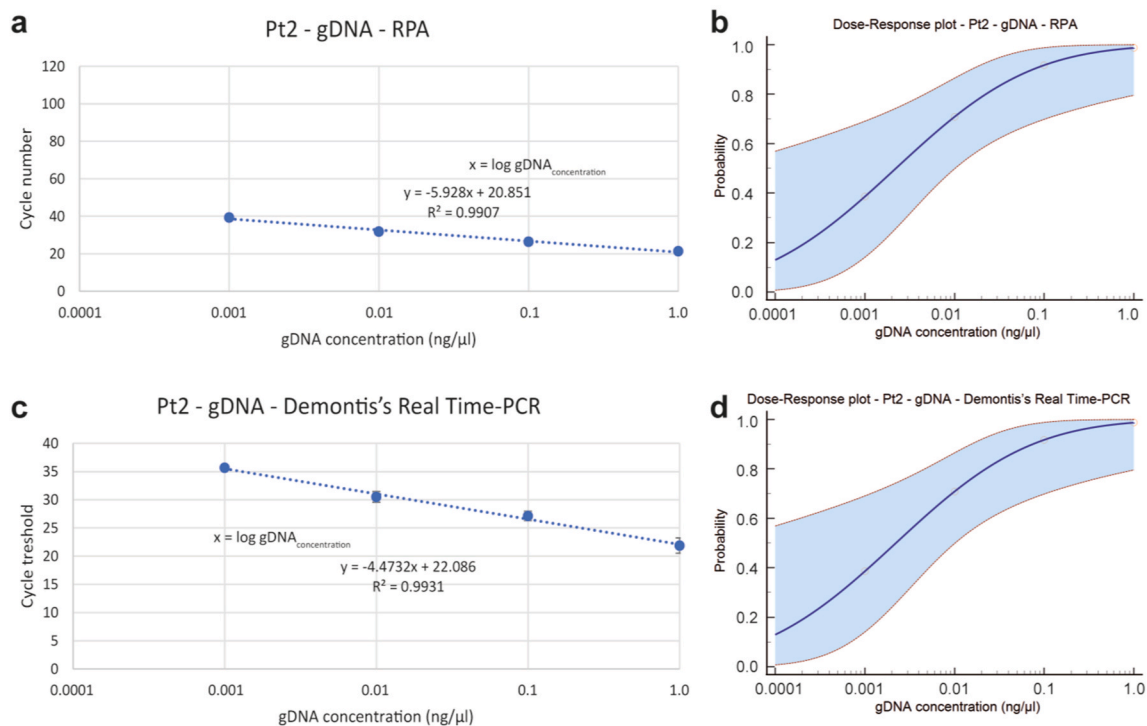 a
Pt2 - gDNA - RPA
120
100
80
60
40
20
0
Cycle number
x = log gDNAconcentration
y = -5.928x + 20.851
R² = 0.9907
0.0001 0.001 0.01 0.1 1.0
gDNA concentration (ng/µl)
b
Dose-Response plot - Pt2 - gDNA - RPA
1.0
0.8
0.6
0.4
0.2
0.0
Probability
0.0001 0.001 0.01 0.1 1.0
gDNA concentration (ng/µl)
c
Pt2 - gDNA - Demontis's Real Time-PCR
40
35
30
25
20
15
10
5
0
Cycle treshold
x = log gDNAconcentration
y = -4.4732x + 22.086
R² = 0.9931
0.0001 0.001 0.01 0.1 1.0
gDNA concentration (ng/µl)
d
Dose-Response plot - Pt2 - gDNA - Demontis's Real Time-PCR
1.0
0.8
0.6
0.4
0.2
0.0
Probability
0.0001 0.001 0.01 0.1 1.0
gDNA concentration (ng/µl)